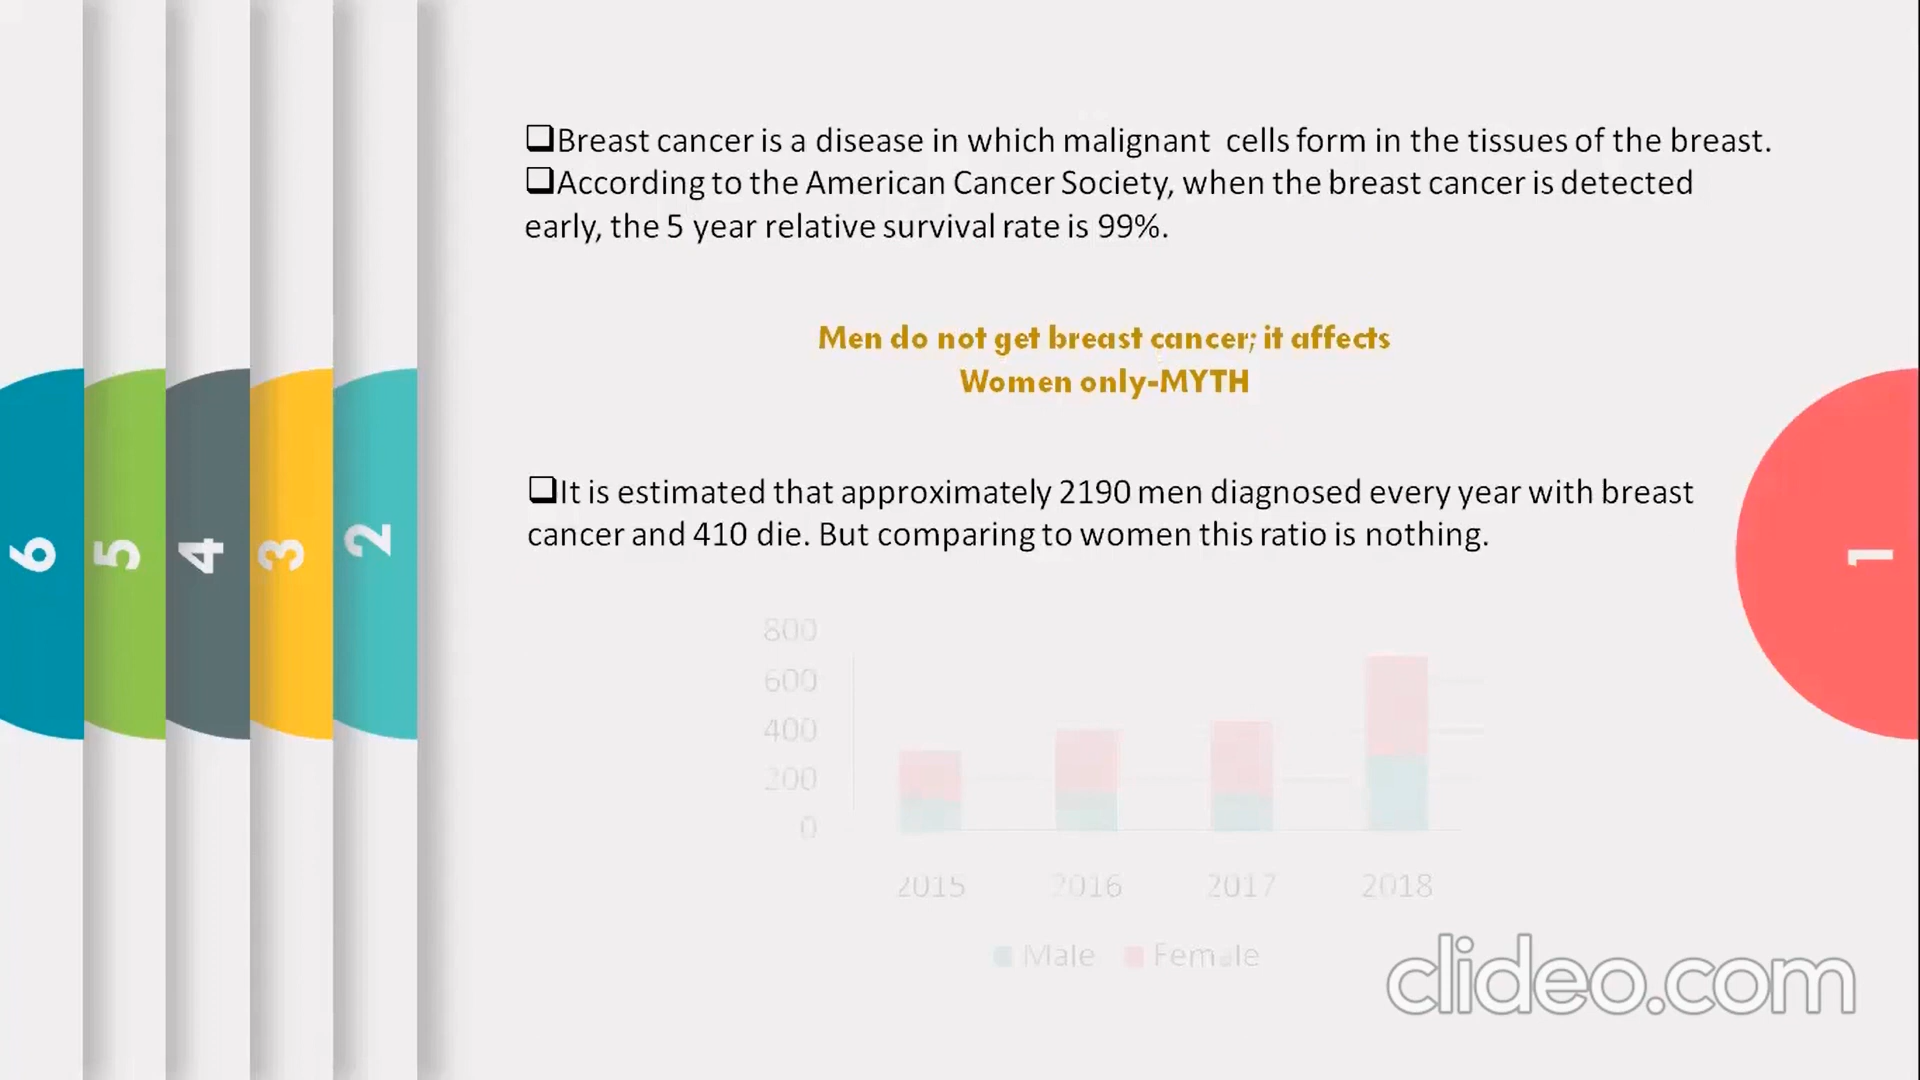 Breast cancer is a disease in which malignant cells form in the tissues of the breast.
According to the American Cancer Society, when the breast cancer is detected
early, the 5 year relative survival rate is 99%.
Men do not get breast cancer; it affects
Women only-MYTH
It is estimated that approximately 2190 men diagnosed every year with breast
cancer and 410 die. But comparing to women this ratio is nothing.
6 5 4 3 2
1
800
600
400
200
0
2015 2016 2017 2018
Male Female
clideo.com